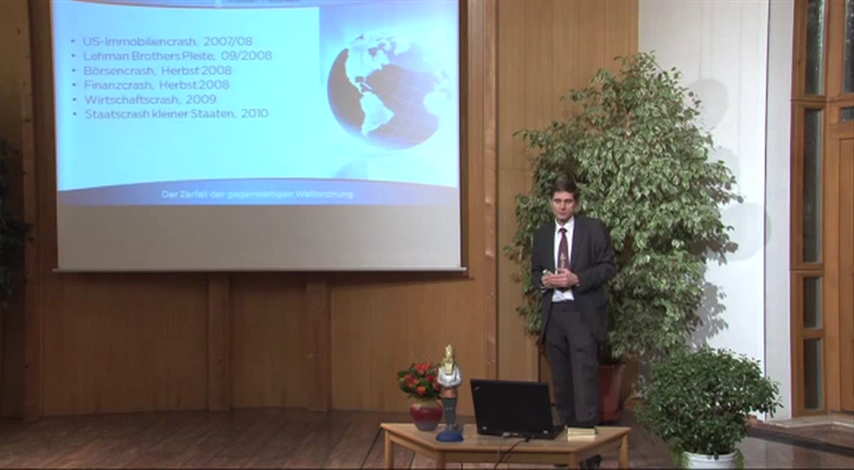 US-Immobiliencrash, 2007/08
Lehman Brothers Pleite, 09/2008
Börsencrash, Herbst 2008
Finanzcrash, Herbst 2008
Wirtschaftscrash, 2009
Staatscrash kleiner Staaten, 2010
Der Zerfall der gegenwärtigen Weltordnung